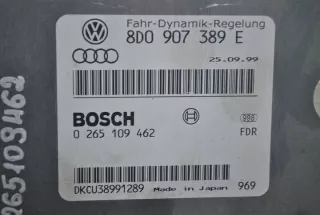 Fahr-Dynamik-Regelung
8D0 907 389 E
25.09.99
BOSCH
0 265 109 462
FDR
DKCU38991289 Made in Japan 969
0265109462